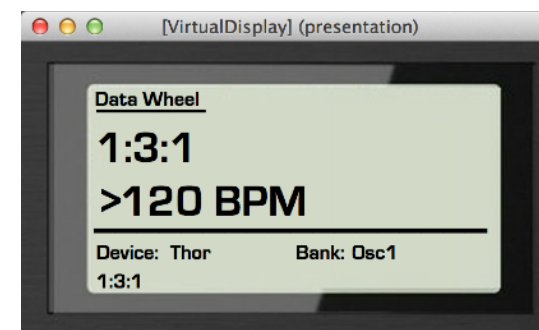 [VirtualDisplay] (presentation)
Data Wheel
1:3:1
>120 BPM
Device: Thor Bank: Osc1
1:3:1